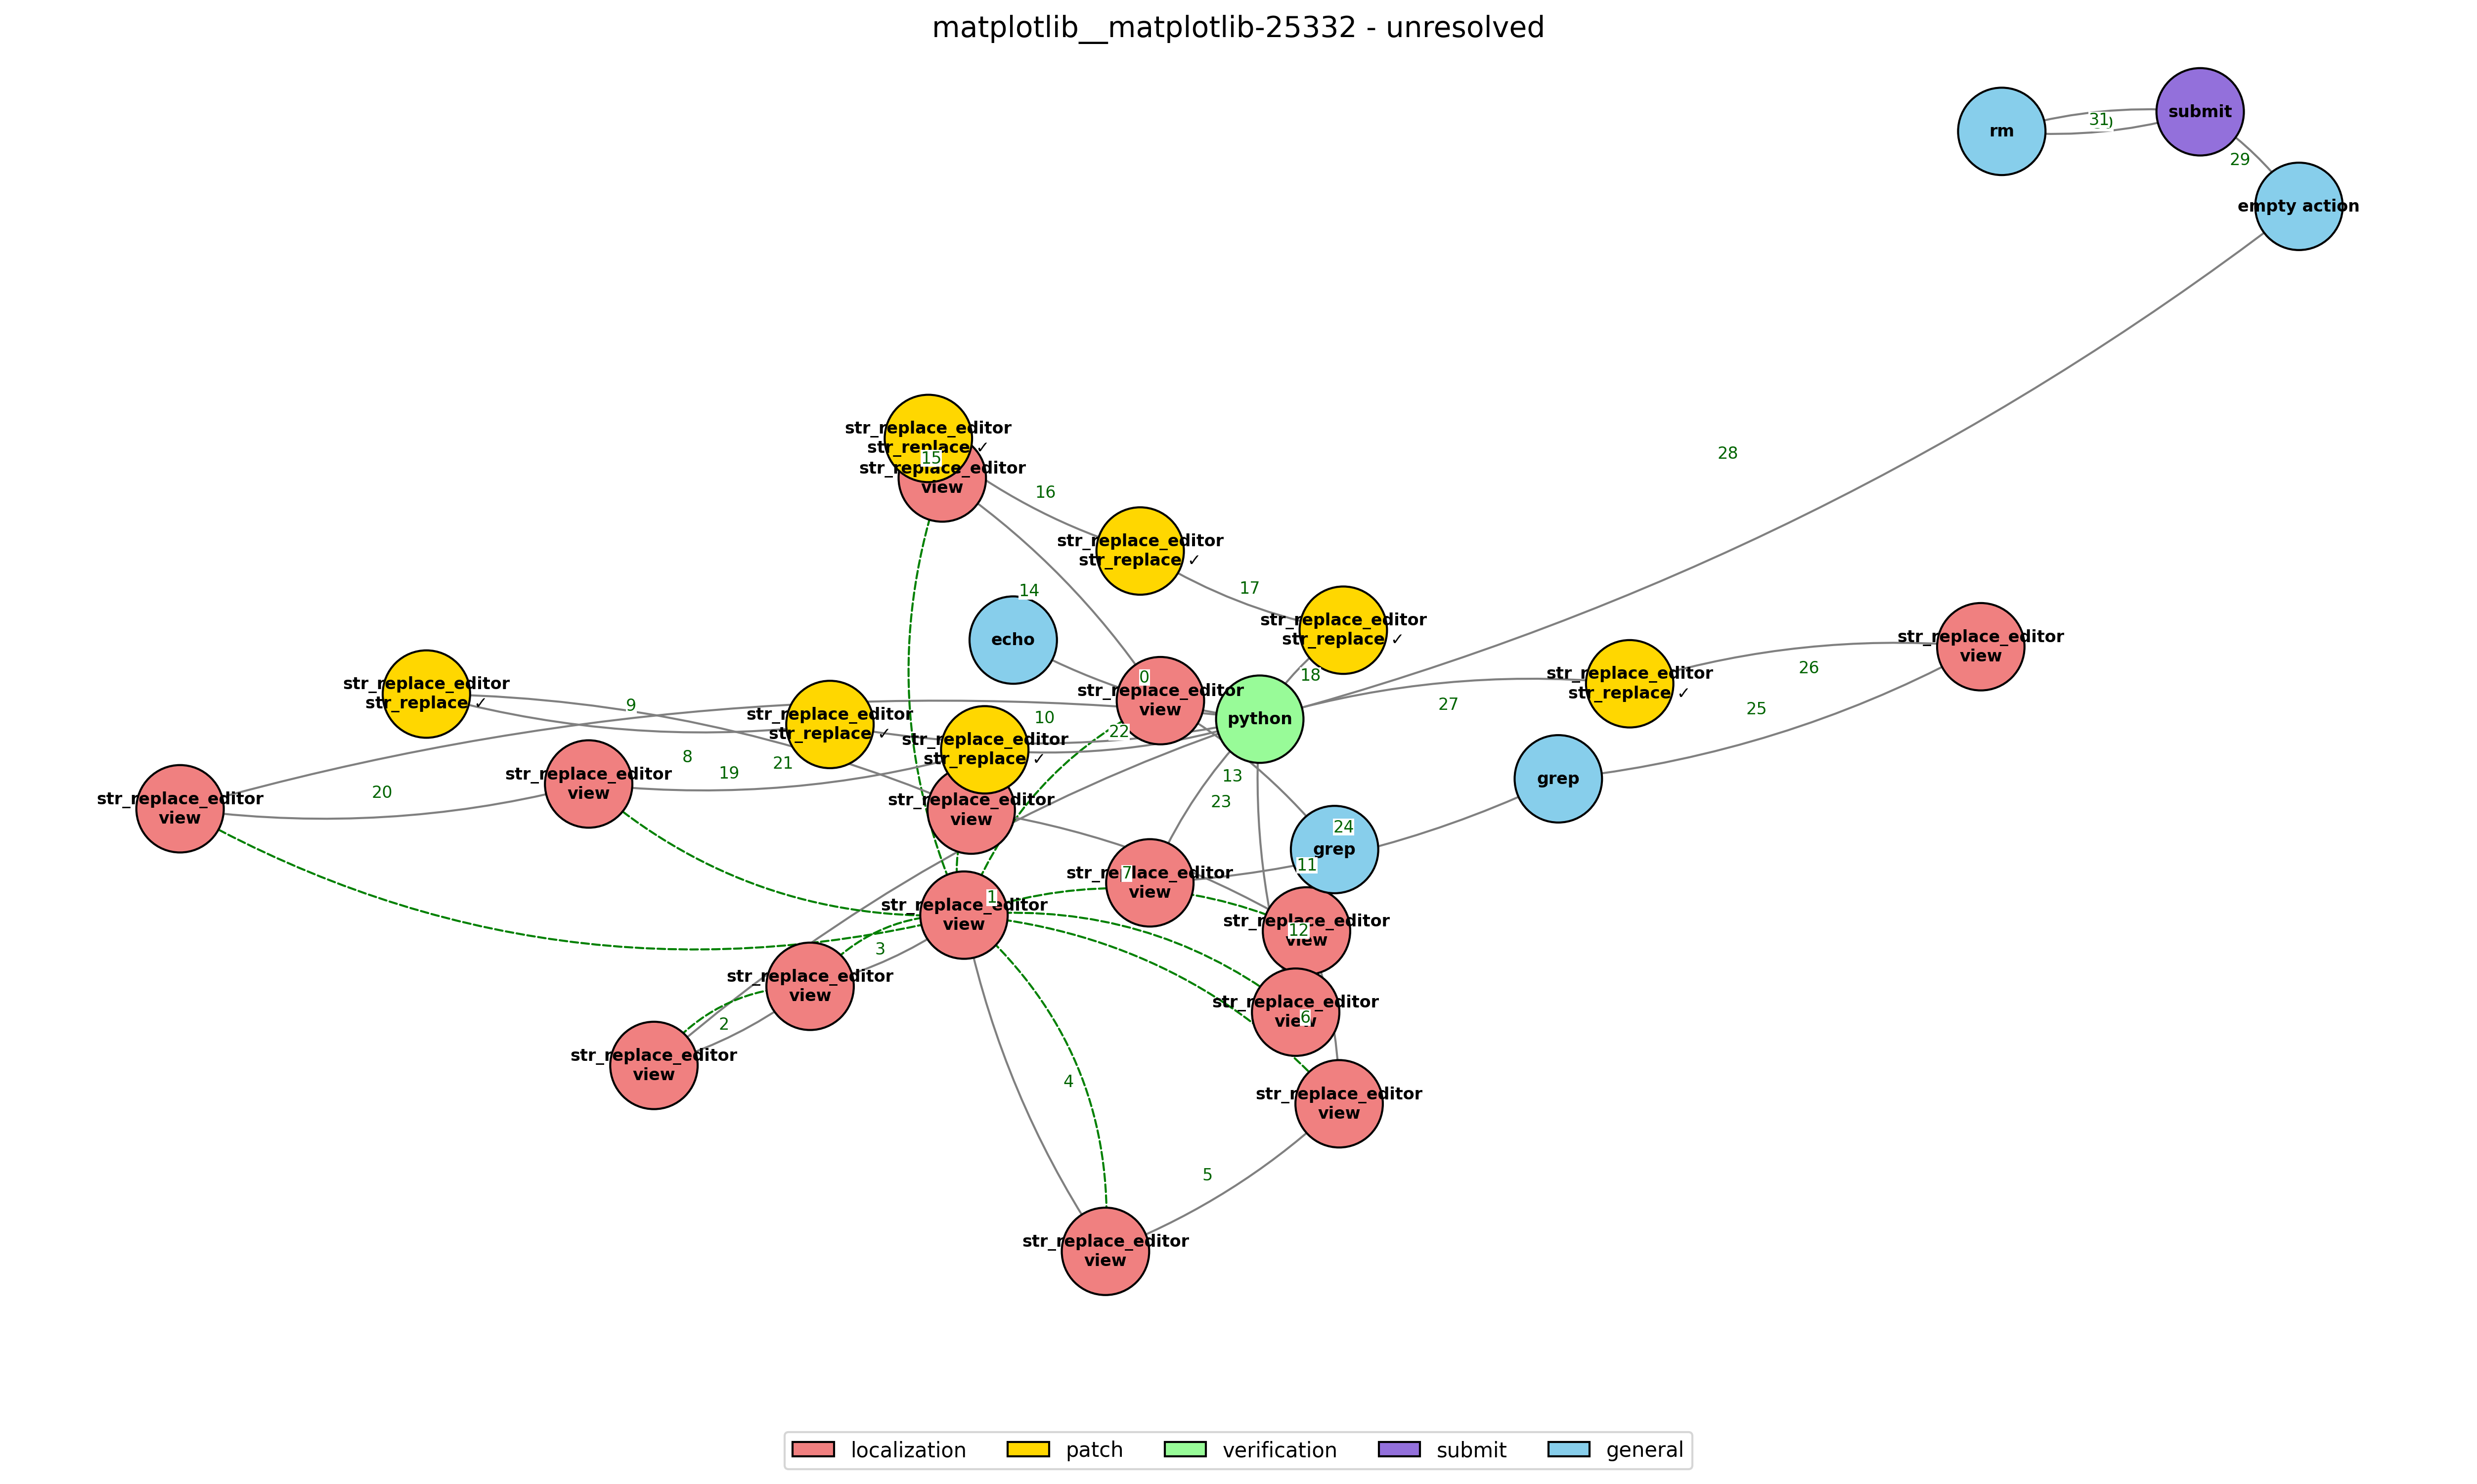 matplotlib__matplotlib-25332 - unresolved
rm
31
submit
29
empty action
28
str_replace_editor
str_replace ✓
15
str_replace_editor
view
16
str_replace_editor
str_replace ✓
14
17
echo
str_replace_editor
str_replace ✓
str_replace_editor
view
26
18
0
str_replace_editor
view
str_replace_editor
str_replace ✓
str_replace_editor
str_replace ✓
9
27
25
10
python
str_replace_editor
str_replace ✓
22
str_replace_editor
str_replace ✓
8
19
21
13
str_replace_editor
view
grep
20
str_replace_editor
view
str_replace_editor
view
23
24
grep
11
7
str_replace_editor
view
1
str_replace_editor
view
str_replace_editor
view
12
3
str_replace_editor
view
str_replace_editor
view
6
2
str_replace_editor
view
4
str_replace_editor
view
5
str_replace_editor
view
localization
patch
verification
submit
general